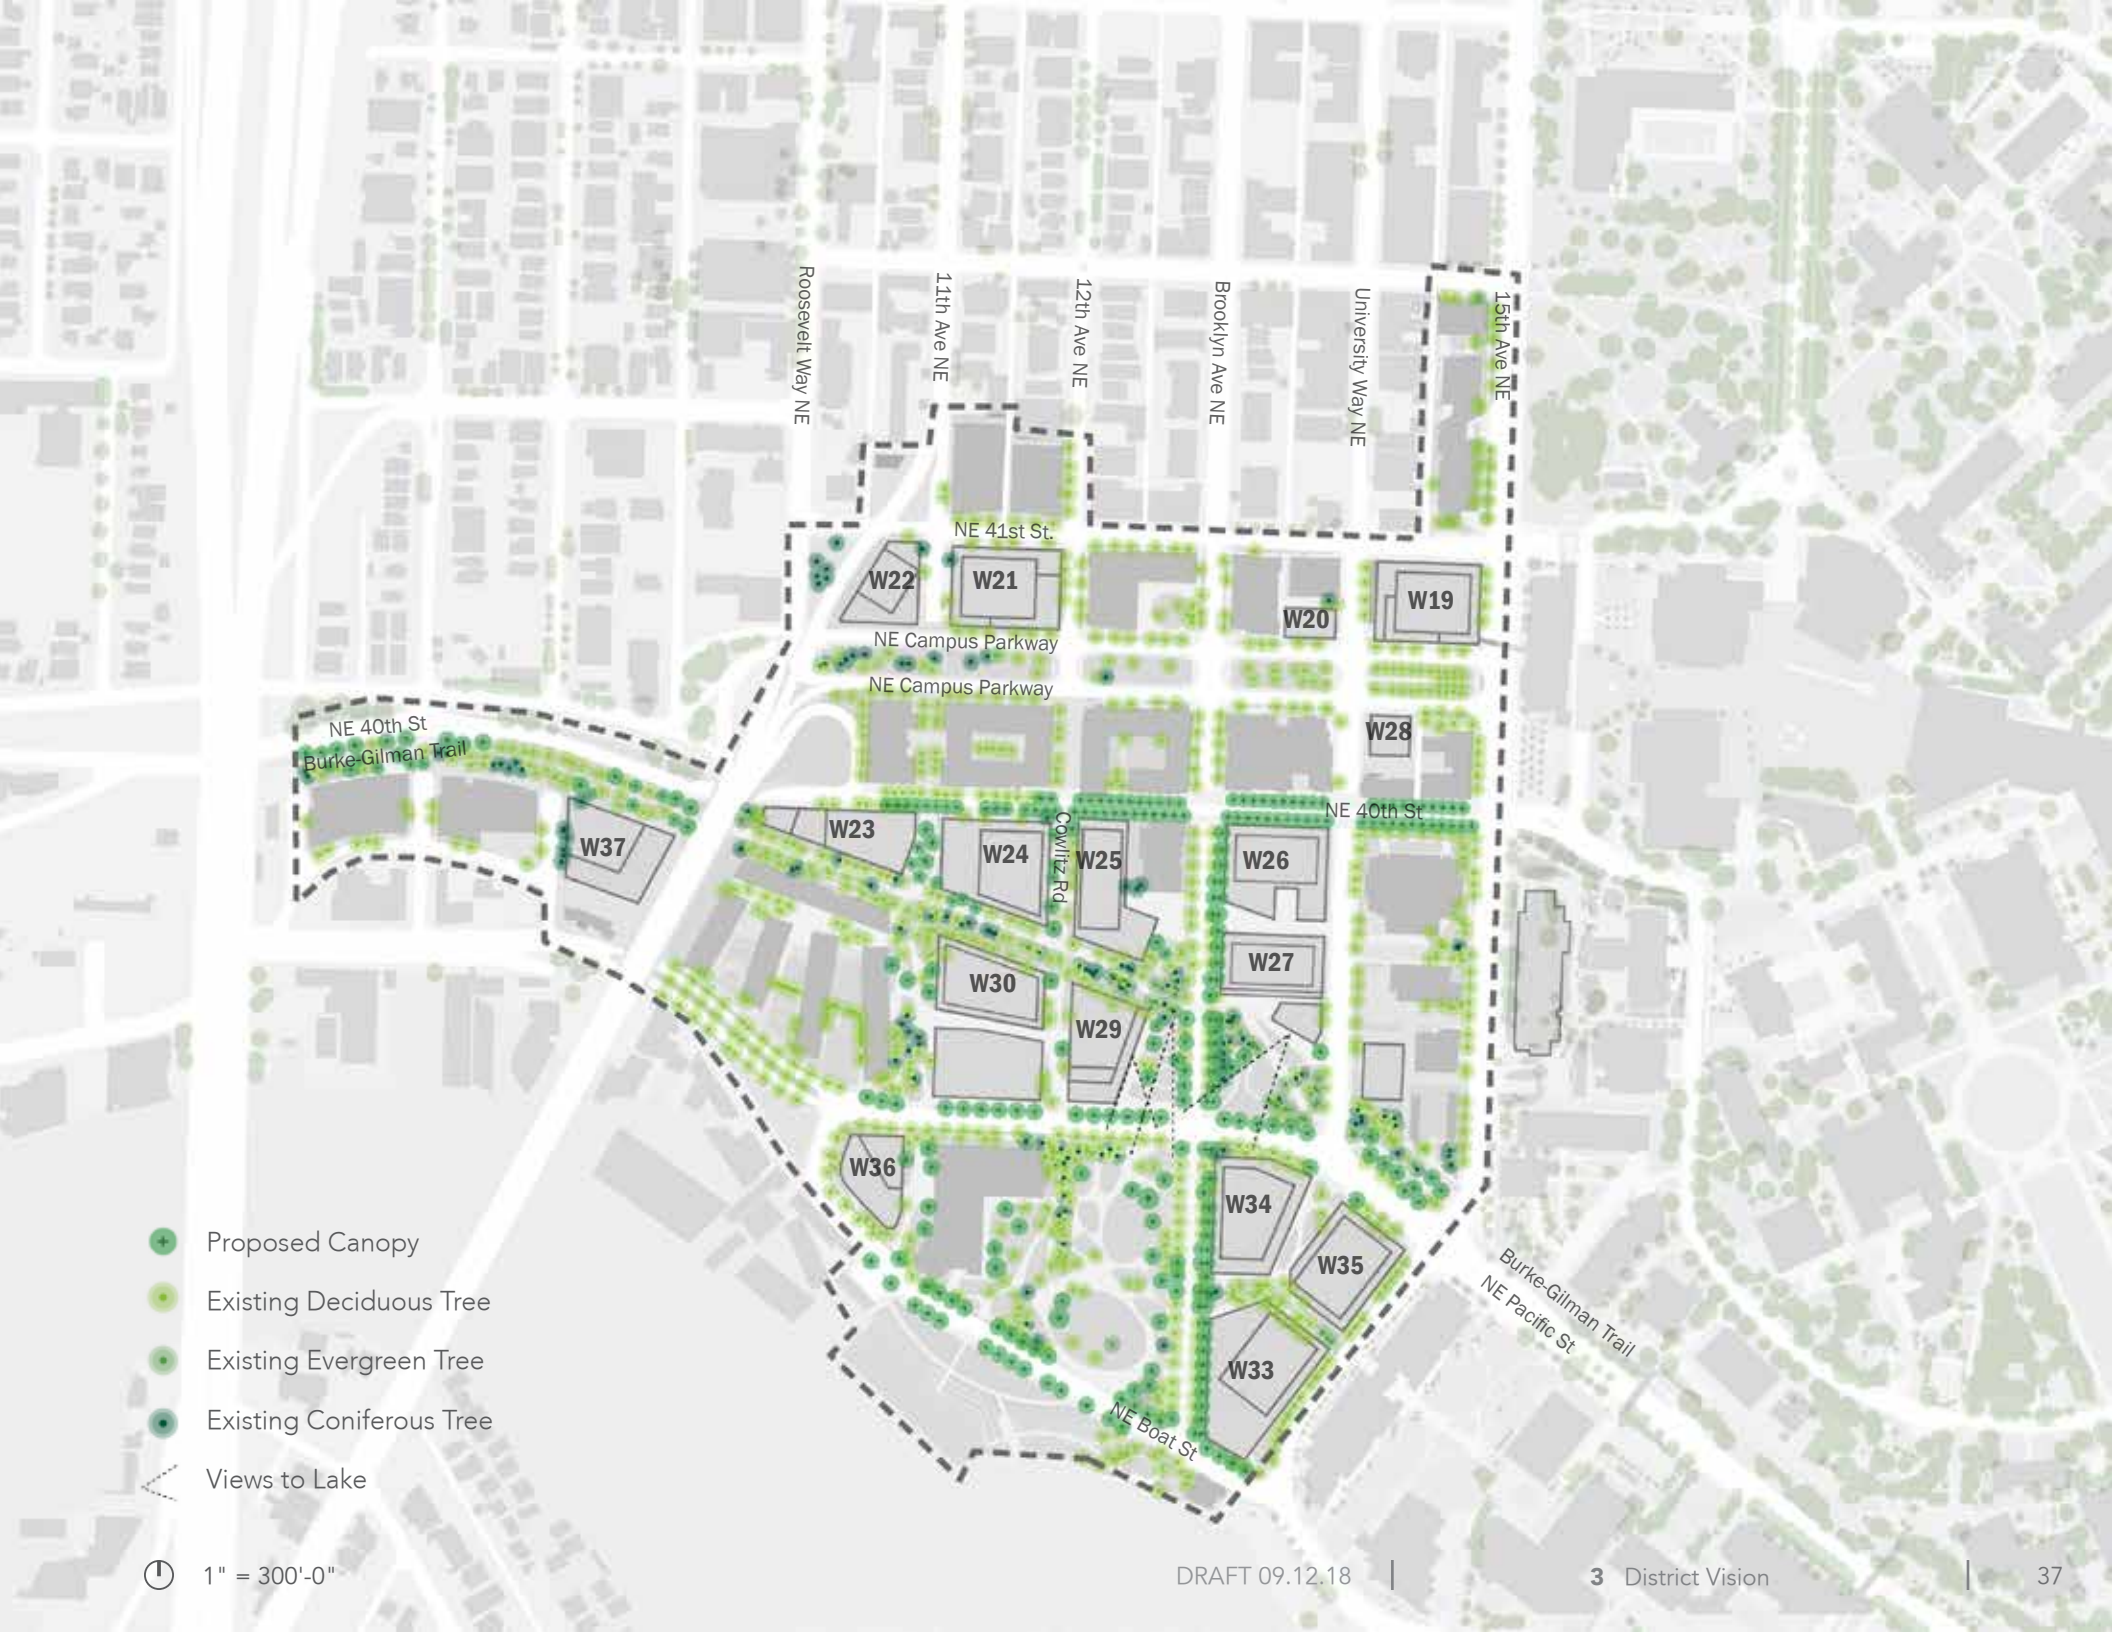 Roosevelt Way NE
11th Ave NE
12th Ave NE
Brooklyn Ave NE
University Way NE
15th Ave NE
NE 41st St.
W22
W21
W20
W19
NE Campus Parkway
NE Campus Parkway
NE 40th St
Burke-Gilman Trail
W28
NE 40th St
W37
W23
W24
Cowlitz Rd
W25
W26
W30
W27
W29
W36
W34
W35
W33
Burke-Gilman Trail
NE Pacific St
NE Boat St
Proposed Canopy
Existing Deciduous Tree
Existing Evergreen Tree
Existing Coniferous Tree
Views to Lake
1" = 300'-0"
DRAFT 09.12.18 | 3 District Vision | 37